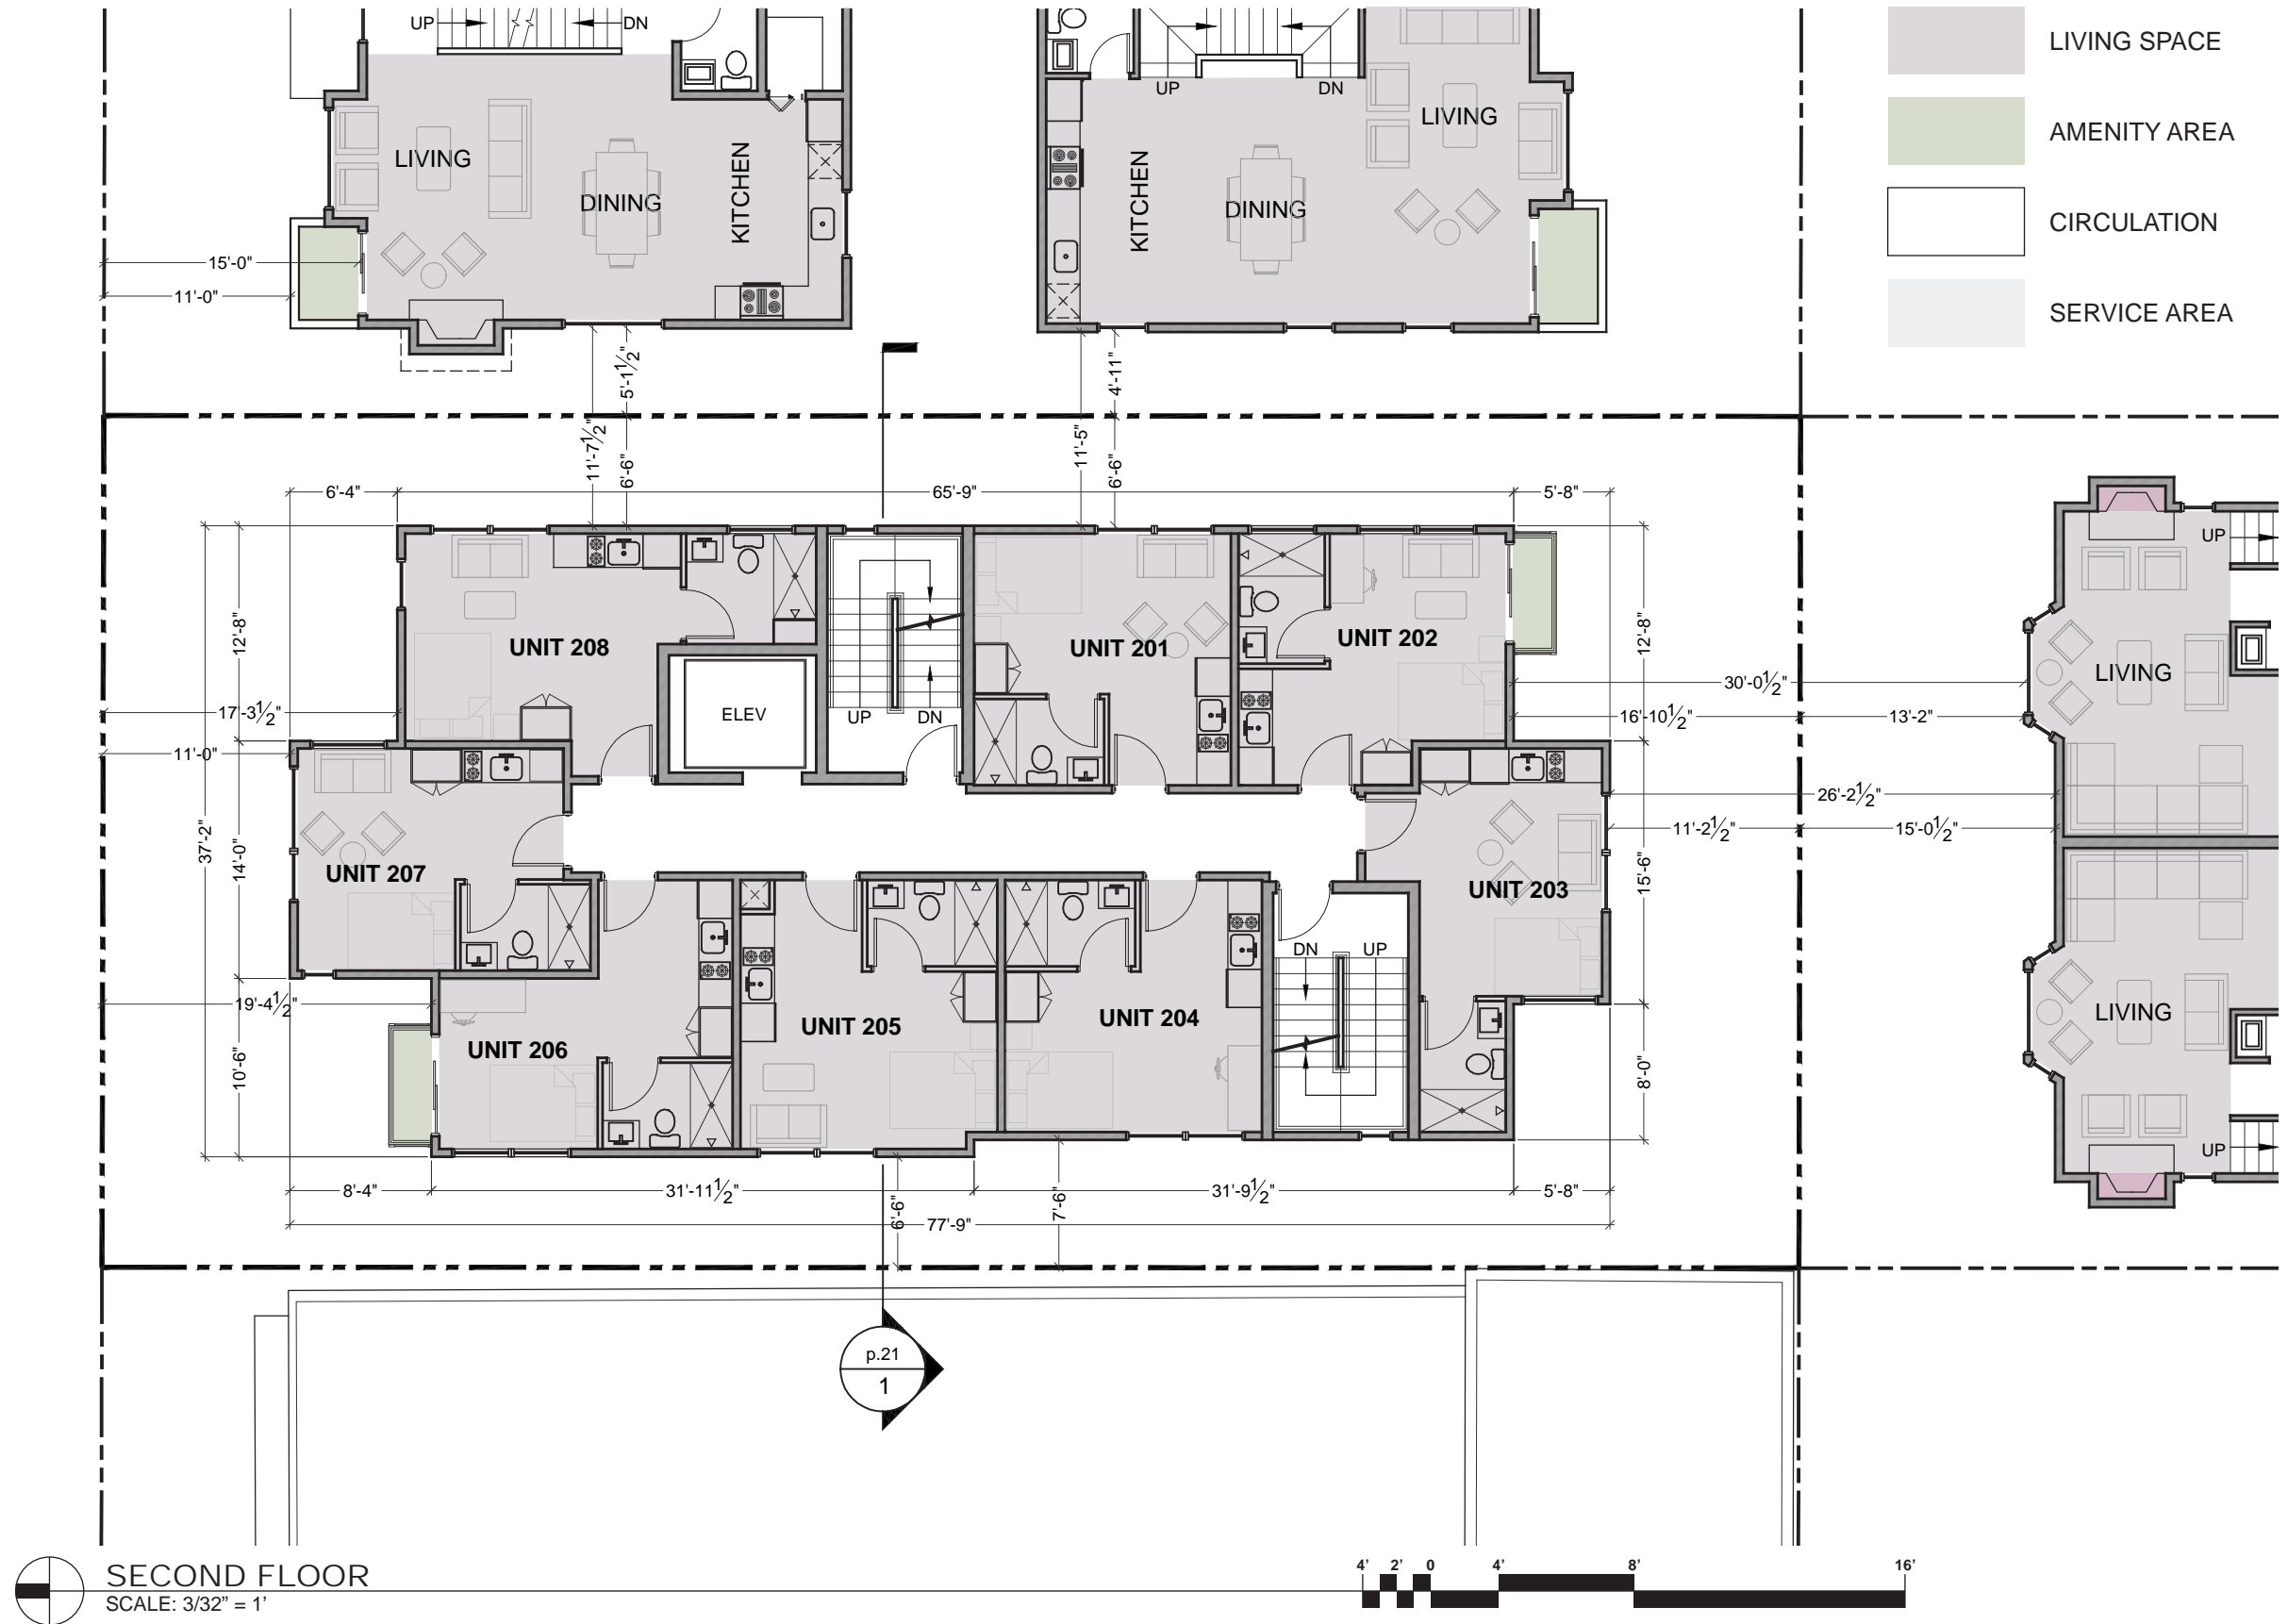 UP
DN
LIVING
DINING
KITCHEN
15'-0"
11'-0"
UP
DN
LIVING
DINING
KITCHEN
LIVING SPACE
AMENITY AREA
CIRCULATION
SERVICE AREA
5'-1½"
4'-11"
11'-7½"
6'-6"
11'-5"
6'-6"
6'-4"
65'-9"
5'-8"
37'-2"
12'-8"
14'-0"
10'-6"
17'-3½"
11'-0"
19'-4½"
UNIT 208
ELEV
UP
DN
UNIT 201
UNIT 202
12'-8"
15'-6"
8'-0"
30'-0½"
16'-10½"
13'-2"
26'-2½"
11'-2½"
15'-0½"
UNIT 207
UNIT 203
DN
UP
UNIT 206
UNIT 205
UNIT 204
UP
LIVING
LIVING
UP
8'-4"
31'-11½"
31'-9½"
5'-8"
6'-6"
7'-6"
77'-9"
p.21
1
SECOND FLOOR
SCALE: 3/32" = 1'
4' 2' 0 4' 8' 16'